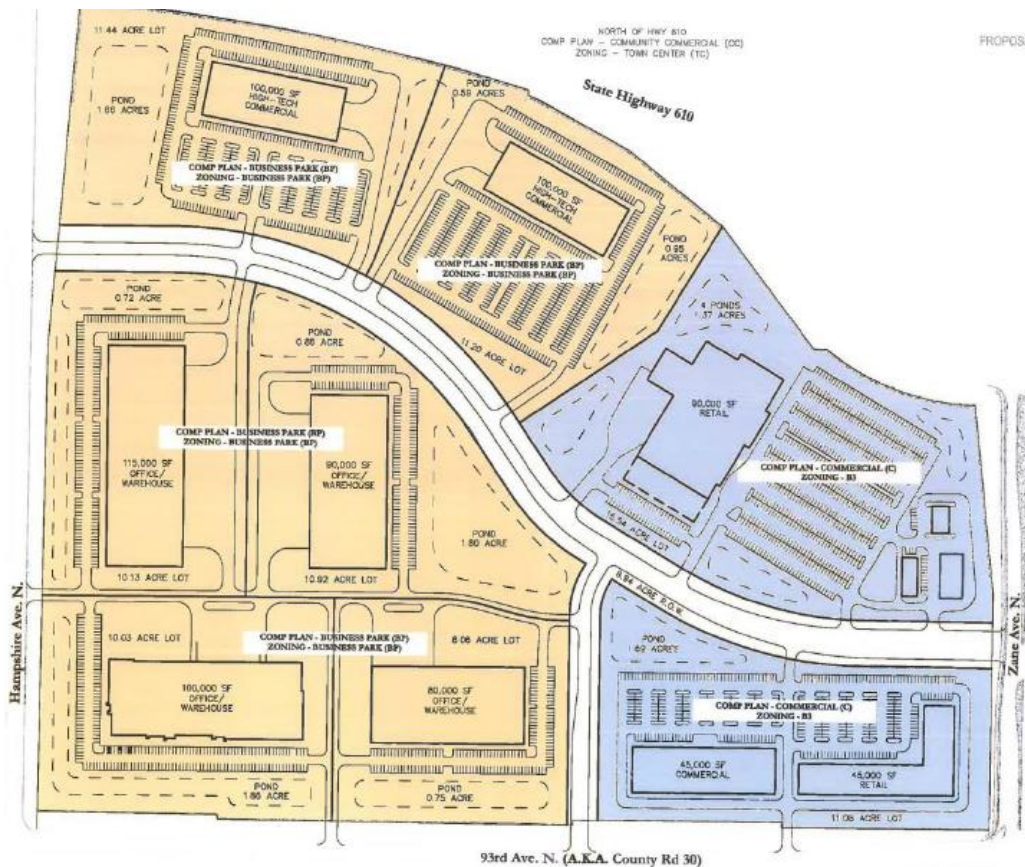 NORTH OF HWY 610
COMP PLAN - COMMUNITY COMMERCIAL (CC)
ZONING - TOWN CENTER (TC)
PROPOS
State Highway 610
11.44 ACRE LOT
POND
1.66 ACRES
100,000 SF
HIGH-TECH
COMMERCIAL
COMP PLAN - BUSINESS PARK (BP)
ZONING - BUSINESS PARK (BP)
POND
0.59 ACRES
100,000 SF
HIGH-TECH
COMMERCIAL
POND
0.95
ACRES
COMP PLAN - BUSINESS PARK (BP)
ZONING - BUSINESS PARK (BP)
11.20 ACRE LOT
4 PONDS
1.37 ACRES
90,000 SF
RETAIL
COMP PLAN - COMMERCIAL (C)
ZONING - B3
16.54 ACRE LOT
8.94 ACRE R.O.W.
POND
0.72 ACRE
POND
0.86 ACRE
COMP PLAN - BUSINESS PARK (BP)
ZONING - BUSINESS PARK (BP)
115,000 SF
OFFICE/
WAREHOUSE
90,000 SF
OFFICE/
WAREHOUSE
POND
1.80 ACRE
10.13 ACRE LOT
10.92 ACRE LOT
10.03 ACRE LOT
COMP PLAN - BUSINESS PARK (BP)
ZONING - BUSINESS PARK (BP)
8.06 ACRE LOT
100,000 SF
OFFICE/
WAREHOUSE
80,000 SF
OFFICE/
WAREHOUSE
POND
1.86 ACRE
POND
0.75 ACRE
POND
1.69 ACRES
COMP PLAN - COMMERCIAL (C)
ZONING - B3
45,000 SF
COMMERCIAL
45,000 SF
RETAIL
11.08 ACRE LOT
Hampshire Ave. N.
Zane Ave. N.
93rd Ave. N. (A.K.A. County Rd 30)